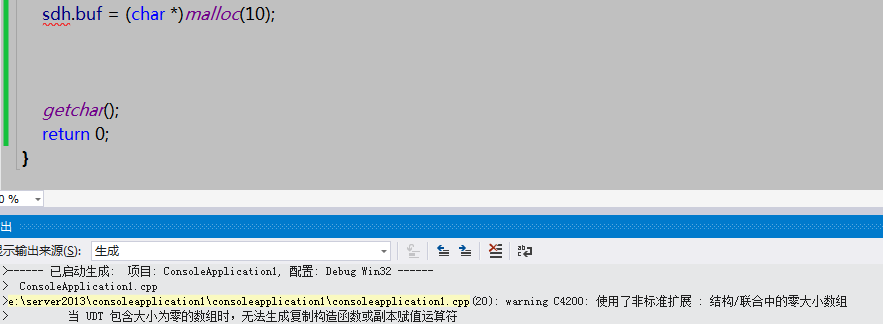 sdh.buf = (char *)malloc(10);
getchar();
return 0;
}
0 %
出
显示输出来源(S): 生成
>------ 已启动生成: 项目: ConsoleApplication1, 配置: Debug Win32 ------
> ConsoleApplication1.cpp
>e:\server2013\consoleapplication1\consoleapplication1\consoleapplication1.cpp(20): warning C4200: 使用了非标准扩展 : 结构/联合中的零大小数组
> 当 UDT 包含大小为零的数组时，无法生成复制构造函数或副本赋值运算符